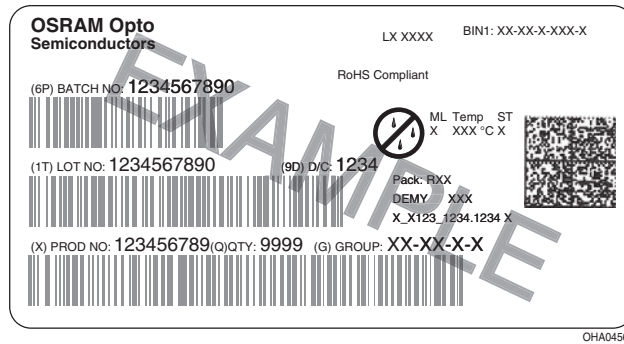 OSRAM Opto
Semiconductors
LX XXXX
BIN1: XX-XX-X-XXX-X
RoHS Compliant
(6P) BATCH NO: 1234567890
ML Temp ST
X XXX °C X
(1T) LOT NO: 1234567890 (9D) D/C: 1234
Pack: RXX
DEMY XXX
X_X123_1234.1234 X
(X) PROD NO: 123456789(Q)QTY: 9999 (G) GROUP: XX-XX-X-X
EXAMPLE